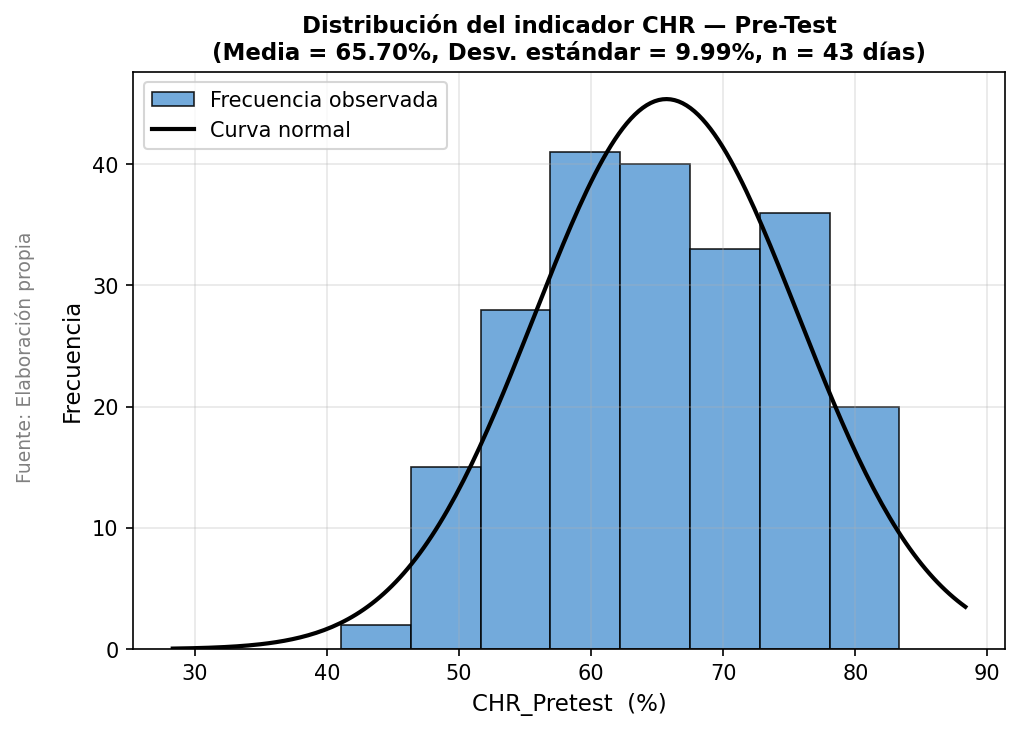 Distribución del indicador CHR — Pre-Test
(Media = 65.70%, Desv. estándar = 9.99%, n = 43 días)
Frecuencia observada
Curva normal
Fuente: Elaboración propia
Frecuencia
40
30
20
10
0
30 40 50 60 70 80 90
CHR_Pretest (%)